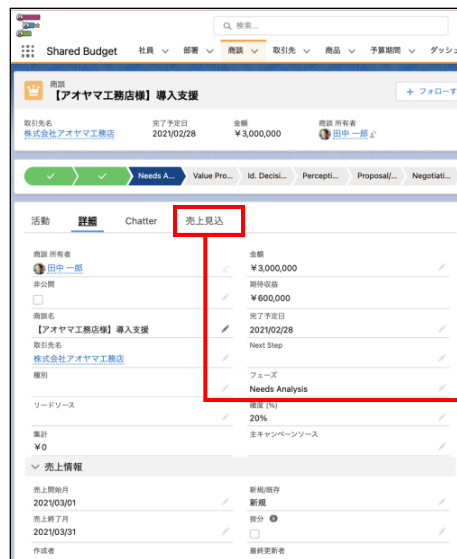 検索...
Shared Budget 社員 部署 商談 取引先 商品 予算期間 ダッシュ
商談
【アオヤマ工務店様】導入支援
+ フォローす
取引先名 完了予定日 金額 商談 所有者
株式会社アオヤマ工務店 2021/02/28 ¥3,000,000 田中 一郎
Needs A... Value Pro... Id. Decisi... Percepti... Proposal/... Negotiati...
活動 詳細 Chatter 売上見込
商談 所有者 金額
田中 一郎 ¥3,000,000
非公開 期待収益
¥600,000
商談名 完了予定日
【アオヤマ工務店様】導入支援 2021/02/28
取引先名 Next Step
株式会社アオヤマ工務店
種別 フェーズ
Needs Analysis
リードソース 確度 (%)
20%
集計 主キャンペーンソース
¥0
売上情報
売上開始月 新規/既存
2021/03/01 新規
売上終了月 按分
2021/03/31
作成者 最終更新者